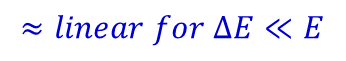 ≈ linear for ΔE ≪ E